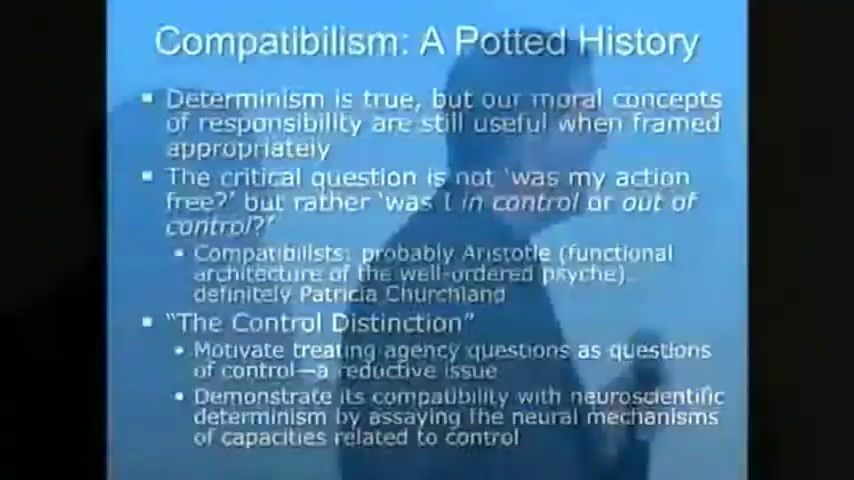 Compatibilism: A Potted History
▪ Determinism is true, but our moral concepts
of responsibility are still useful when framed
appropriately
▪ The critical question is not 'was my action
free?' but rather 'was I in control or out of
control?'
▪ Compatibilists: probably Aristotle (functional
architecture of the well-ordered psyche),
definitely Patricia Churchland
▪ "The Control Distinction"
▪ Motivate treating agency questions as questions
of control—a reductive issue
▪ Demonstrate its compatibility with neuroscientific
determinism by assaying the neural mechanisms
of capacities related to control